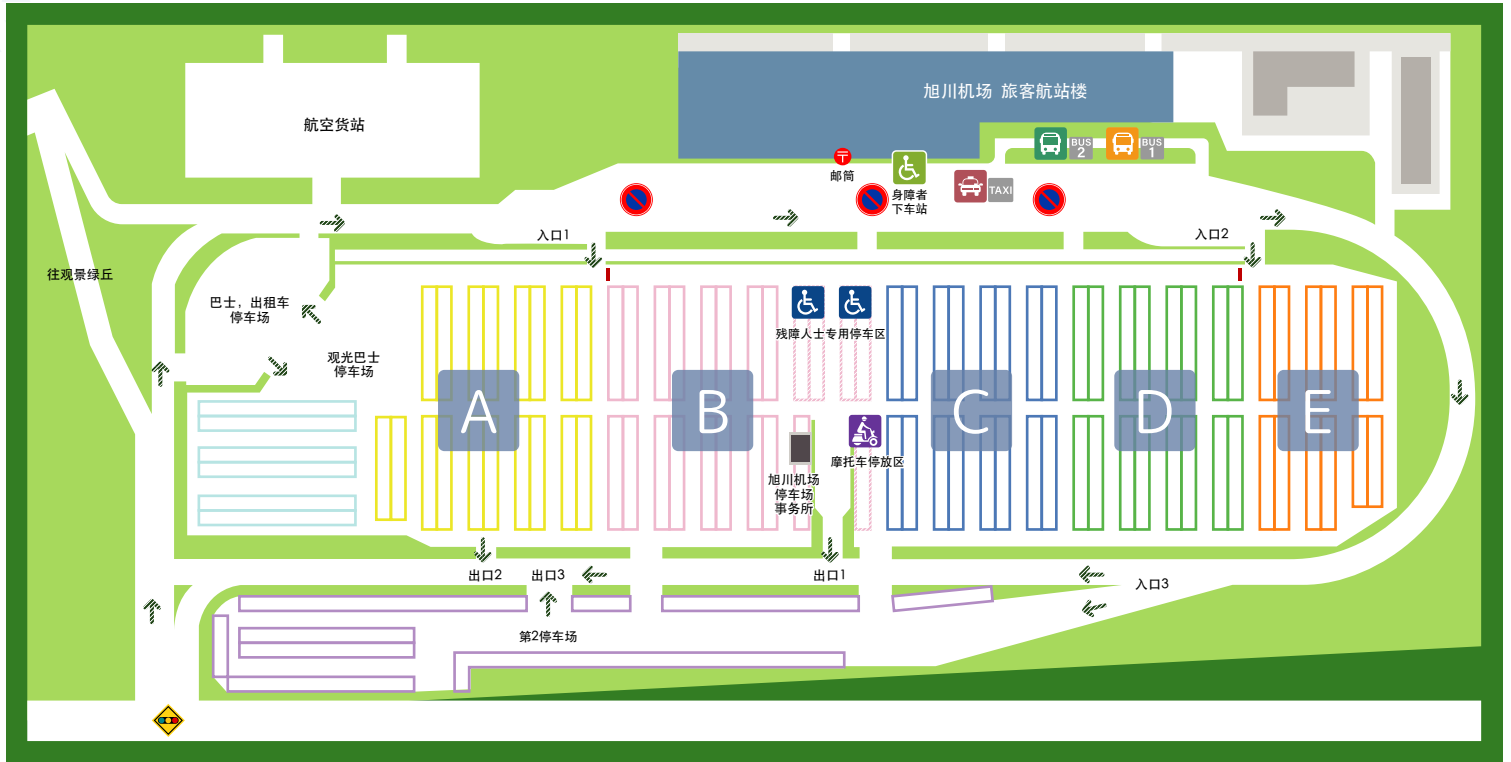 旭川机场 旅客航站楼
航空货站
BUS
2
BUS
1
邮筒
身障者
下车站
TAXI
入口1
入口2
往观景绿丘
巴士，出租车
停车场
观光巴士
停车场
残障人士专用停车区
A
B
C
D
E
摩托车停放区
旭川机场
停车场
事务所
出口2
出口3
出口1
入口3
第2停车场